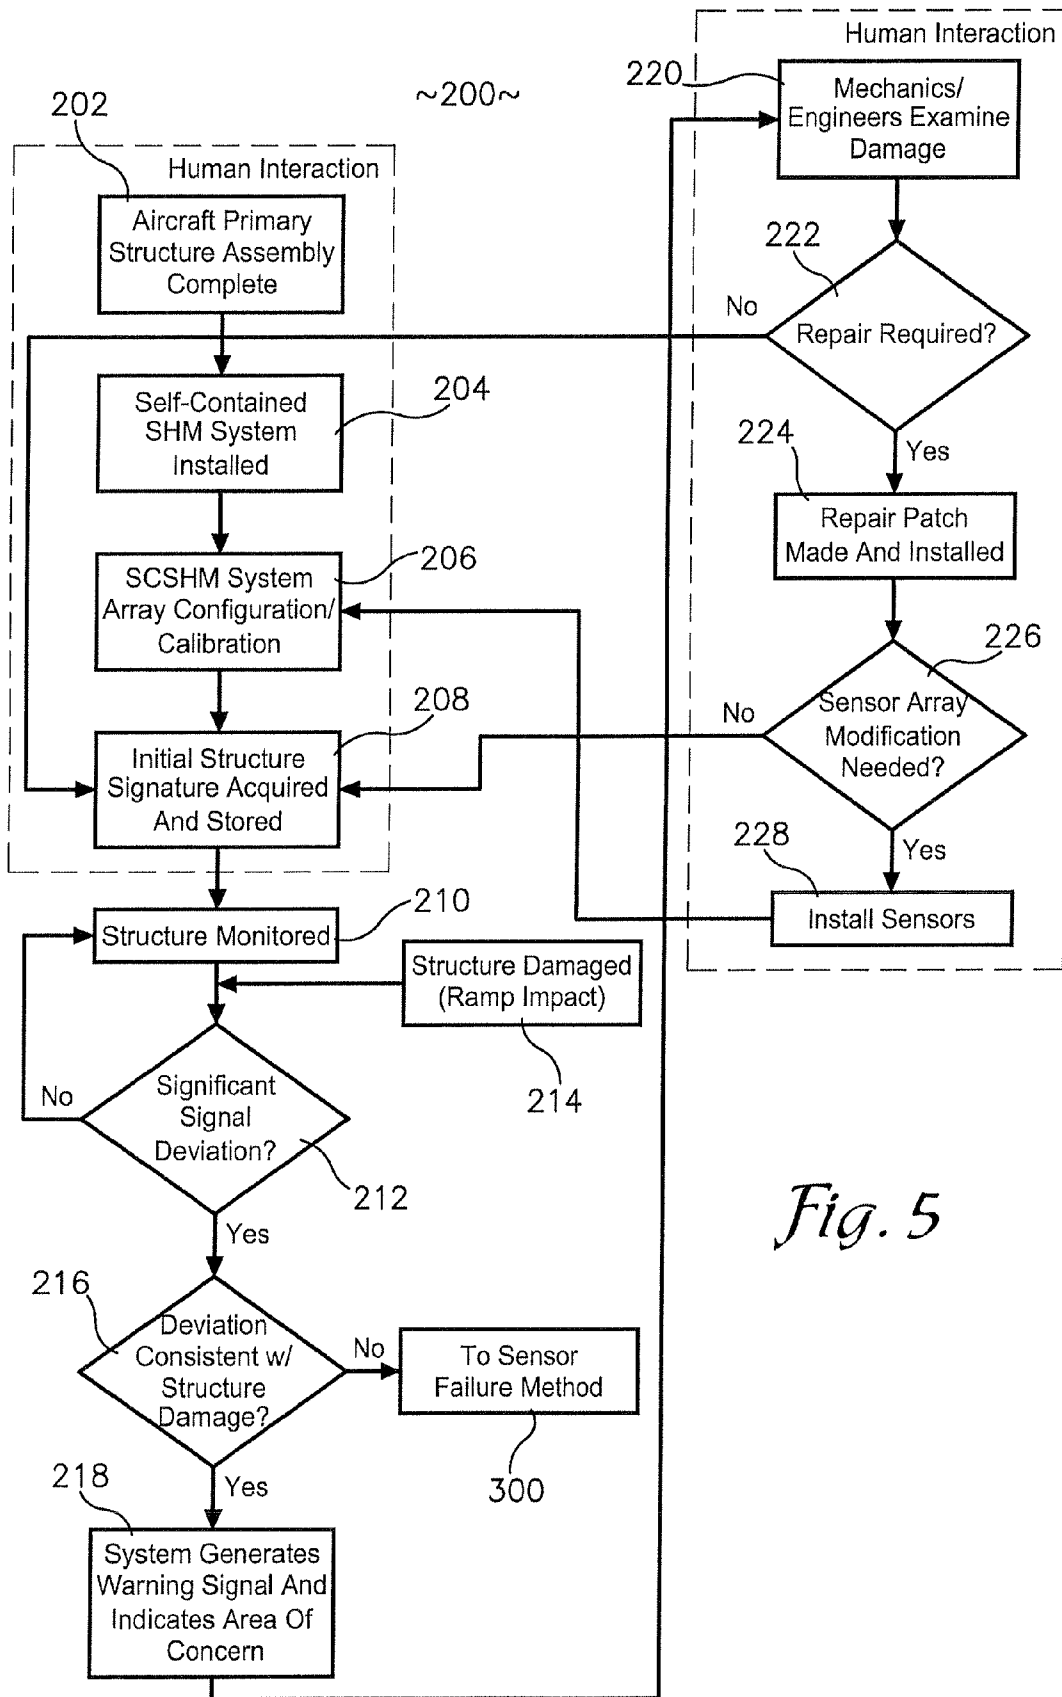 ~200~
202
Human Interaction
Aircraft Primary
Structure Assembly
Complete
Self-Contained
SHM System
Installed
204
SCSHM System
Array Configuration/
Calibration
206
Initial Structure
Signature Acquired
And Stored
208
Structure Monitored
210
Structure Damaged
(Ramp Impact)
214
Significant
Signal
Deviation?
No
212
Yes
216
Deviation
Consistent w/
Structure
Damage?
No
To Sensor
Failure Method
300
Yes
218
System Generates
Warning Signal And
Indicates Area Of
Concern
Human Interaction
220
Mechanics/
Engineers Examine
Damage
222
No
Repair Required?
224
Yes
Repair Patch
Made And Installed
226
No
Sensor Array
Modification
Needed?
228
Yes
Install Sensors
Fig. 5